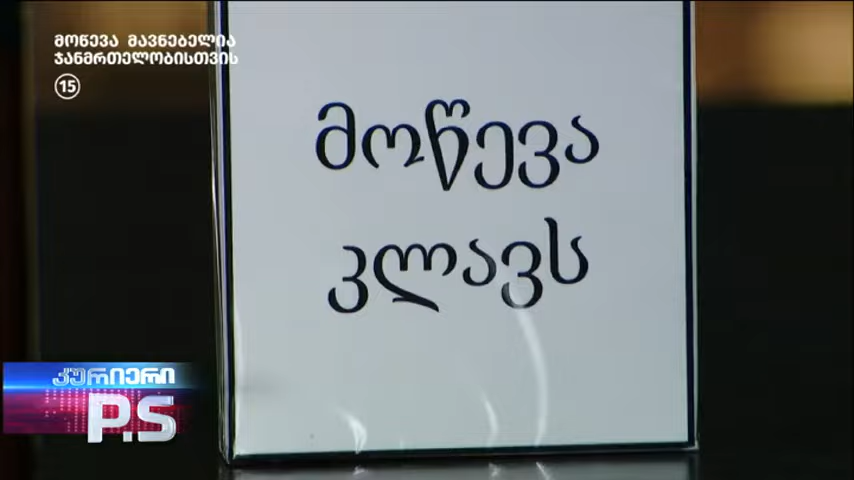 მოწევა მავნებელია
ჯანმრთელობისთვის
15
მოწევა
კლავს
კურიერი
P.S